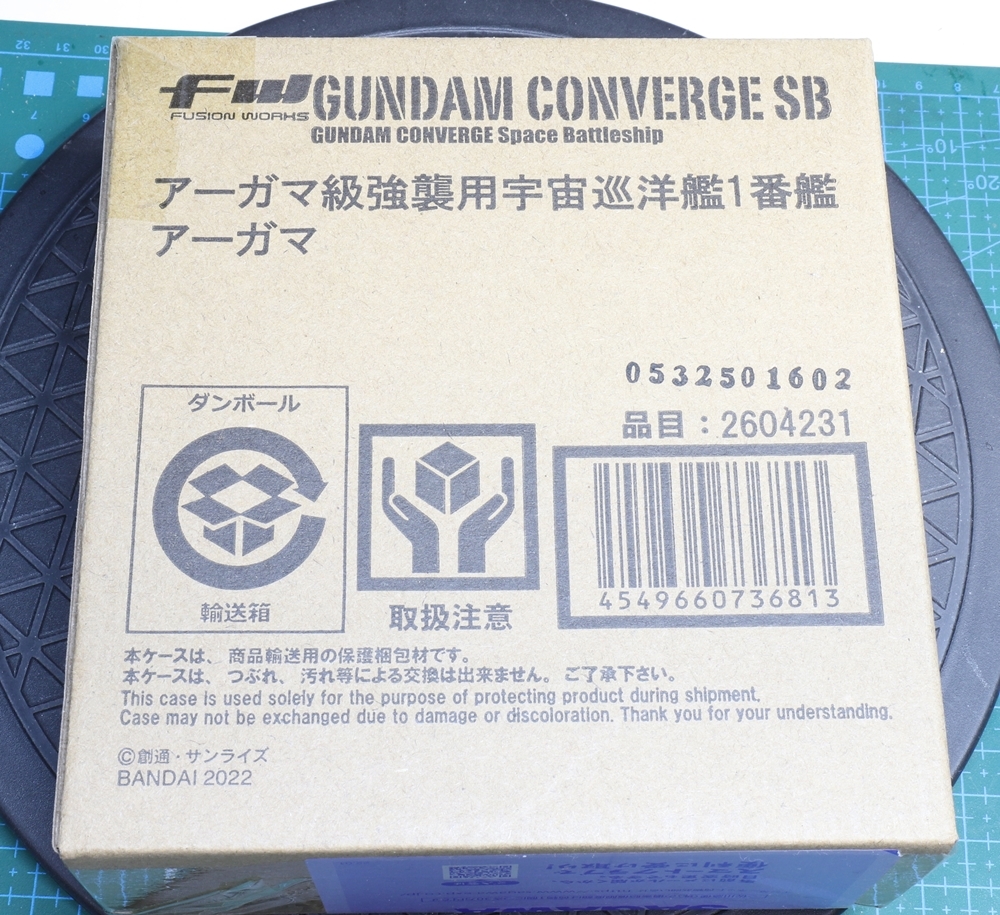 FW GUNDAM CONVERGE SB
FUSION WORKS
GUNDAM CONVERGE Space Battleship
アーガマ級強襲用宇宙巡洋艦1番艦
アーガマ
0532501602
品目：2604231
ダンボール
輸送箱
取扱注意
4549660736813
本ケースは、商品輸送用の保護梱包材です。
本ケースは、つぶれ、汚れ等による交換は出来ません。ご了承下さい。
This case is used solely for the purpose of protecting product during shipment.
Case may not be exchanged due to damage or discoloration. Thank you for your understanding.
©創通・サンライズ
BANDAI 2022